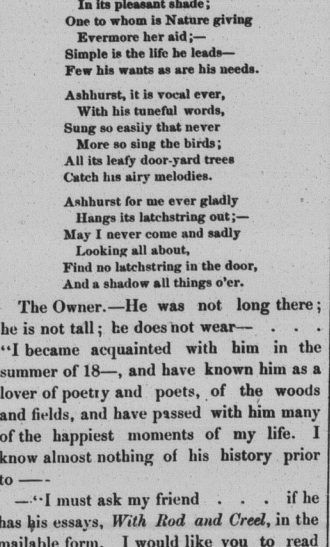 In its pleasant shade;
One to whom is Nature giving
Evermore her aid;—
Simple is the life he leads—
Few his wants as are his needs.
Ashhurst, it is vocal ever,
With his tuneful words,
Sung so easily that never
More so sing the birds;
All its leafy door-yard trees
Catch his airy melodies.
Ashhurst for me ever gladly
Hangs its latchstring out;—
May I never come and sadly
Looking all about,
Find no latchstring in the door,
And a shadow all things o'er.
The Owner.—He was not long there;
he is not tall; he does not wear— . . .
"I became acquainted with him in the
summer of 18—, and have known him as a
lover of poetry and poets, of the woods
and fields, and have passed with him many
of the happiest moments of my life. I
know almost nothing of his history prior
to —-
—"I must ask my friend . . . if he
has his essays, With Rod and Creel, in the
mailable form. I would like you to read